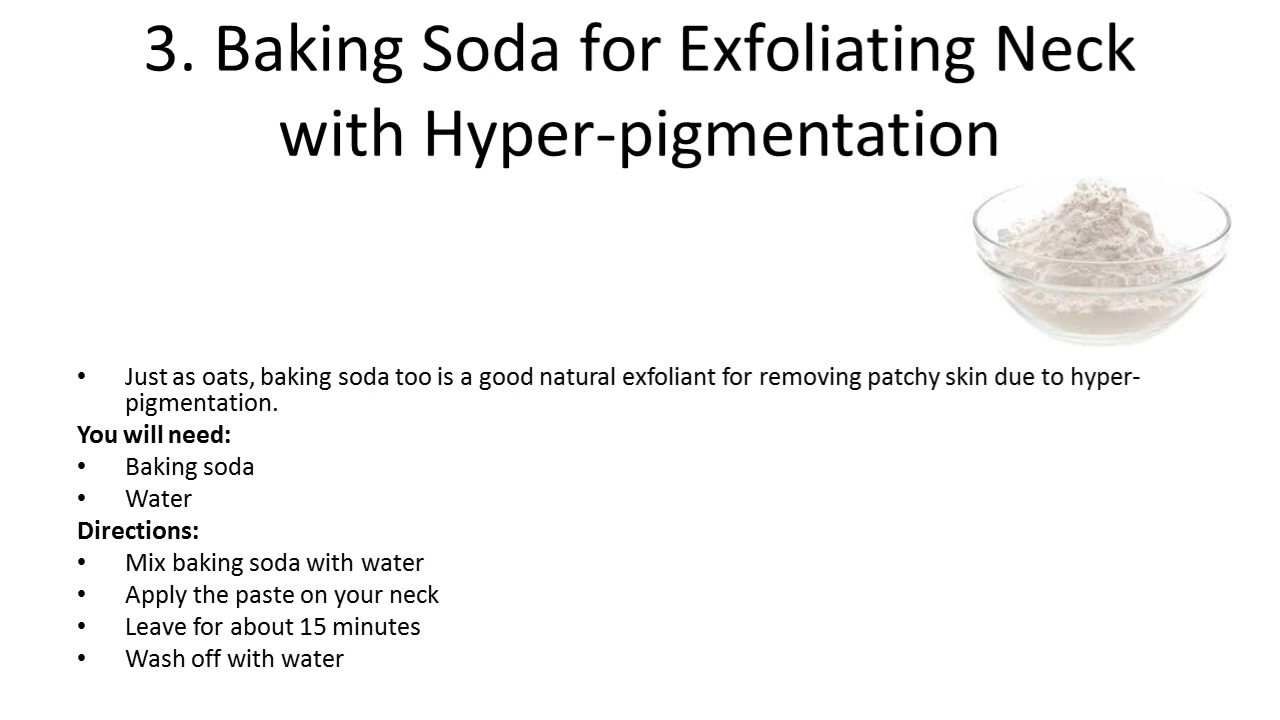 3. Baking Soda for Exfoliating Neck
with Hyper-pigmentation
• Just as oats, baking soda too is a good natural exfoliant for removing patchy skin due to hyper-
pigmentation.
You will need:
• Baking soda
• Water
Directions:
• Mix baking soda with water
• Apply the paste on your neck
• Leave for about 15 minutes
• Wash off with water